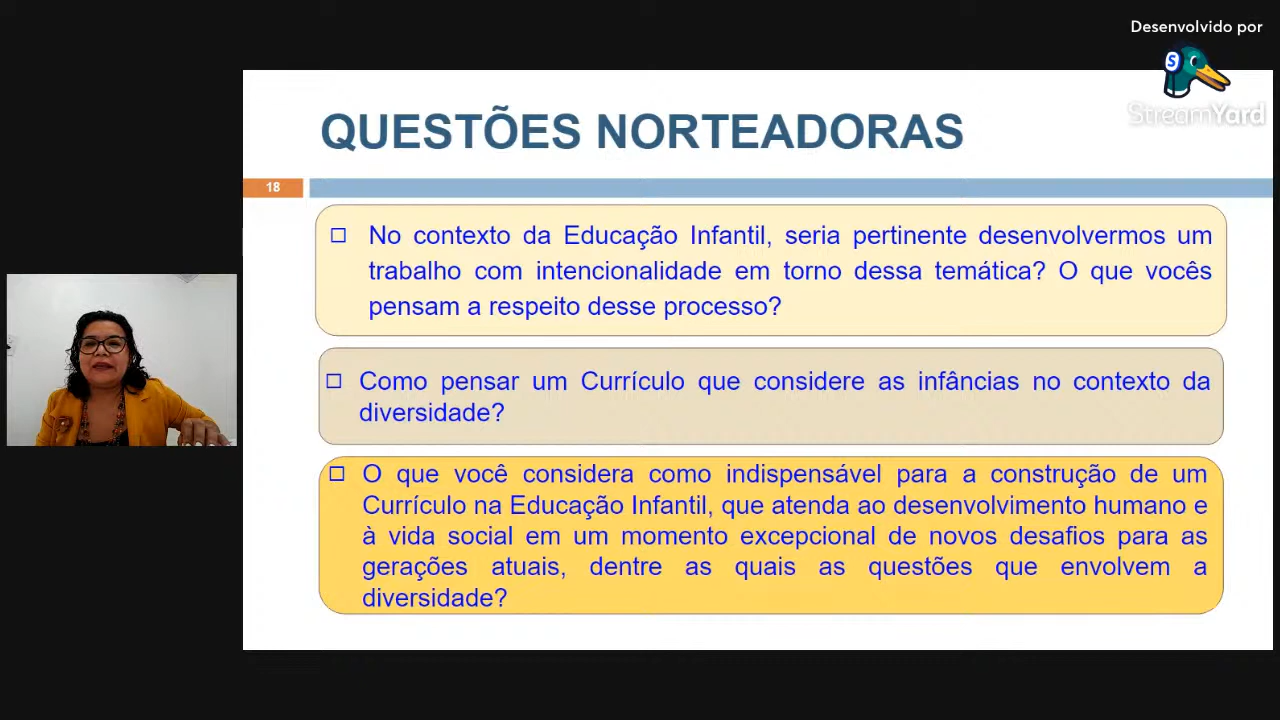 Desenvolvido por
S
StreamYard
QUESTÕES NORTEADORAS
18
□ No contexto da Educação Infantil, seria pertinente desenvolvermos um
trabalho com intencionalidade em torno dessa temática? O que vocês
pensam a respeito desse processo?
□ Como pensar um Currículo que considere as infâncias no contexto da
diversidade?
□ O que você considera como indispensável para a construção de um
Currículo na Educação Infantil, que atenda ao desenvolvimento humano e
à vida social em um momento excepcional de novos desafios para as
gerações atuais, dentre as quais as questões que envolvem a
diversidade?